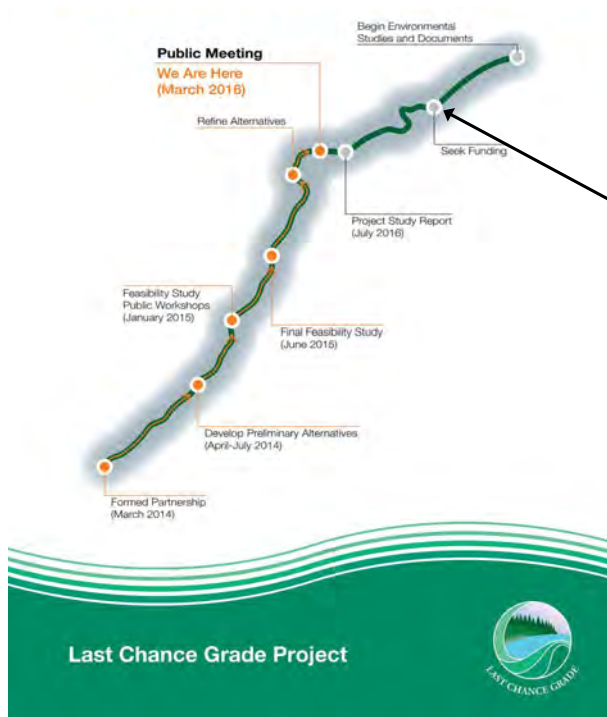 Begin Environmental
Studies and Documents
Public Meeting
We Are Here
(March 2016)
Refine Alternatives
Seek Funding
Project Study Report
(July 2016)
Feasibility Study
Public Workshops
(January 2015)
Final Feasibility Study
(June 2015)
Develop Preliminary Alternatives
(April-July 2014)
Formed Partnership
(March 2014)
Last Chance Grade Project
LAST CHANCE GRADE